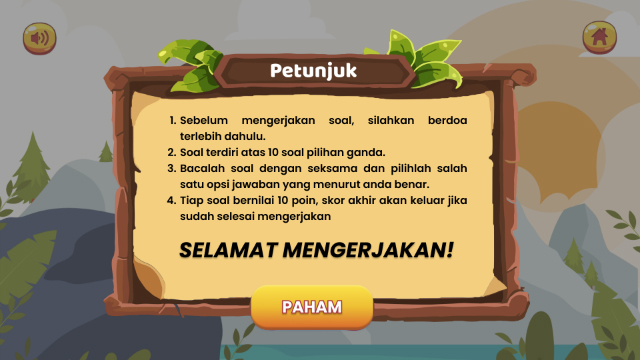 Petunjuk
1. Sebelum mengerjakan soal, silahkan berdoa
terlebih dahulu.
2. Soal terdiri atas 10 soal pilihan ganda.
3. Bacalah soal dengan seksama dan pilihlah salah
satu opsi jawaban yang menurut anda benar.
4. Tiap soal bernilai 10 poin, skor akhir akan keluar jika
sudah selesai mengerjakan
SELAMAT MENGERJAKAN!
PAHAM